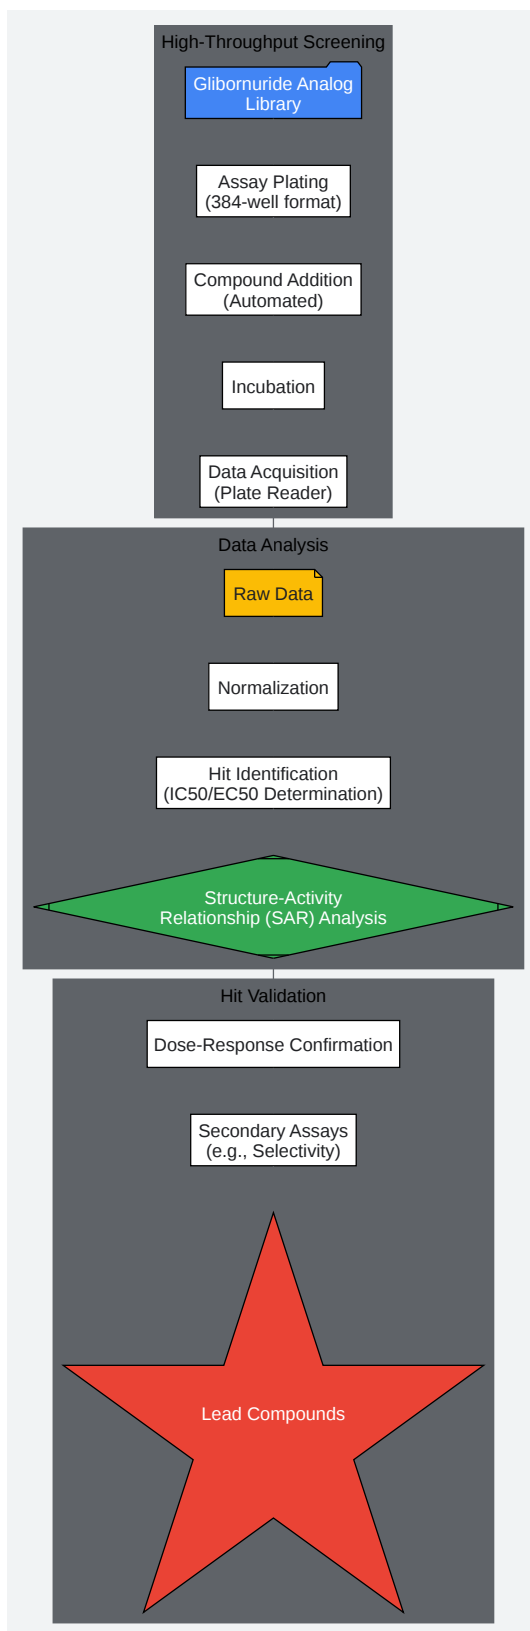 High-Throughput Screening
Glibornuride Analog
Library
Assay Plating
(384-well format)
Compound Addition
(Automated)
Incubation
Data Acquisition
(Plate Reader)
Data Analysis
Raw Data
Normalization
Hit Identification
(IC50/EC50 Determination)
Structure-Activity
Relationship (SAR) Analysis
Hit Validation
Dose-Response Confirmation
Secondary Assays
(e.g., Selectivity)
Lead Compounds